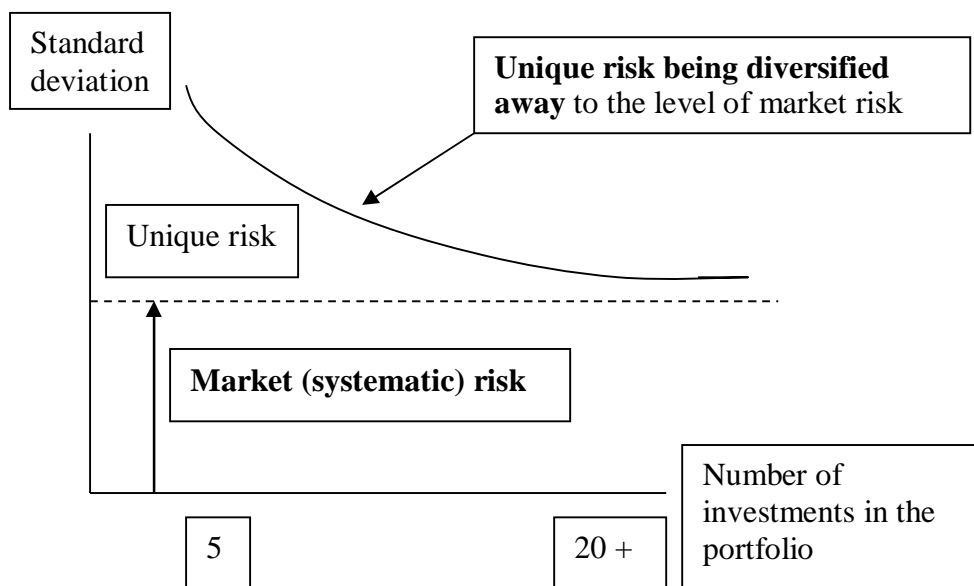 Standard
deviation
Unique risk being diversified
away to the level of market risk
Unique risk
Market (systematic) risk
Number of
investments in the
portfolio
5
20 +